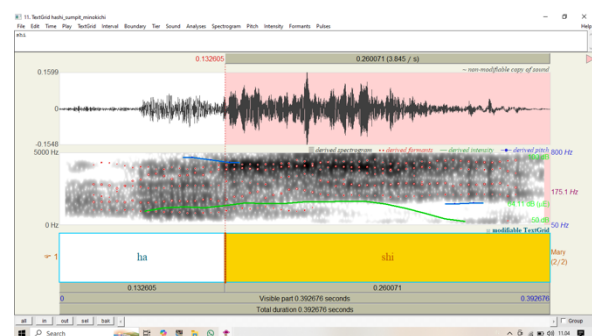 11. TextGrid hashi_sumpit_minokichi
File Edit Time Play TextGrid Interval Boundary Tier Sound Analyses Spectrogram Pitch Intensity Formants Pulses Help
0.132605 0.260071 (3.845 / s)
~ non-modifiable copy of sound
0.1599
0
-0.1548
derived spectrogram derived formants derived intensity derived pitch
5000 Hz 800 Hz
175.1 Hz
0 Hz 50 Hz
modifiable TextGrid
1 ha shi Mary
(2/2)
0.132605 0.260071
0 Visible part 0.392676 seconds 0.392676
Total duration 0.392676 seconds
all in out sel bak Group
Search 11:04